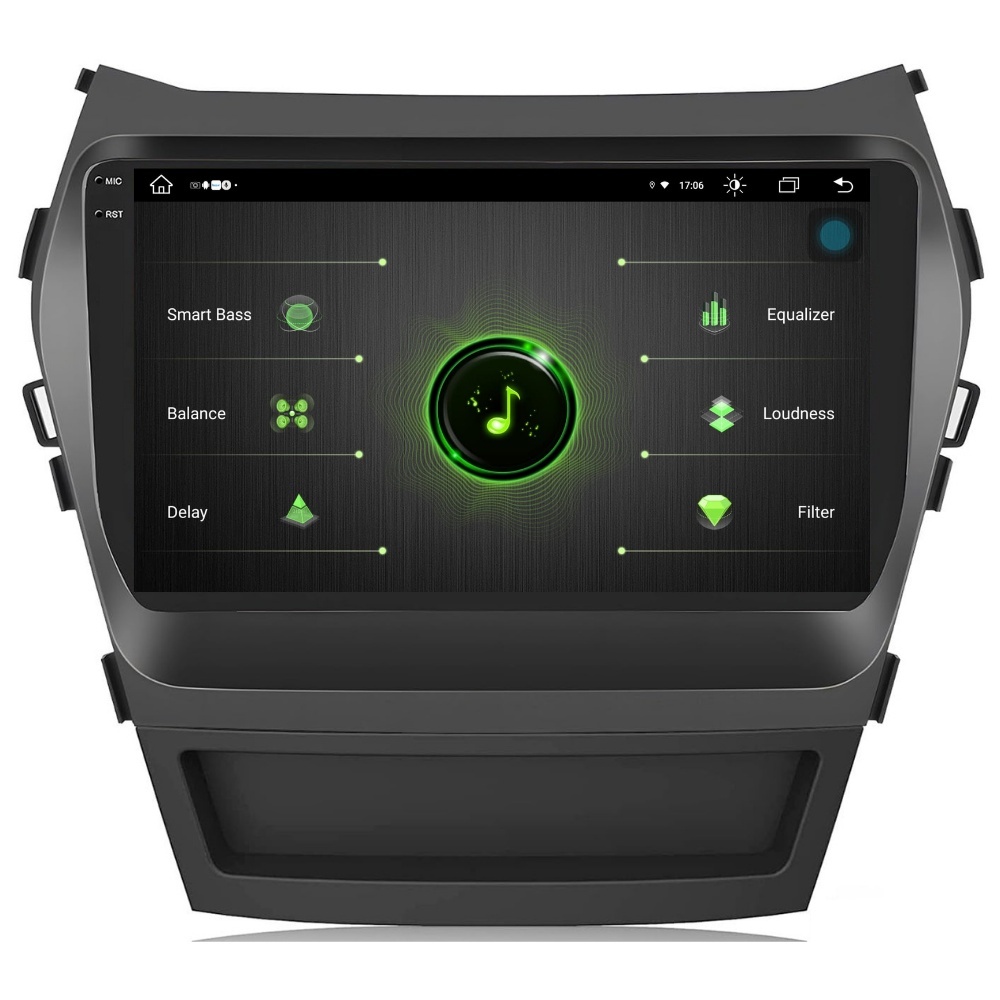 MIC
RST
17:06
Smart Bass
Equalizer
Balance
Loudness
Delay
Filter